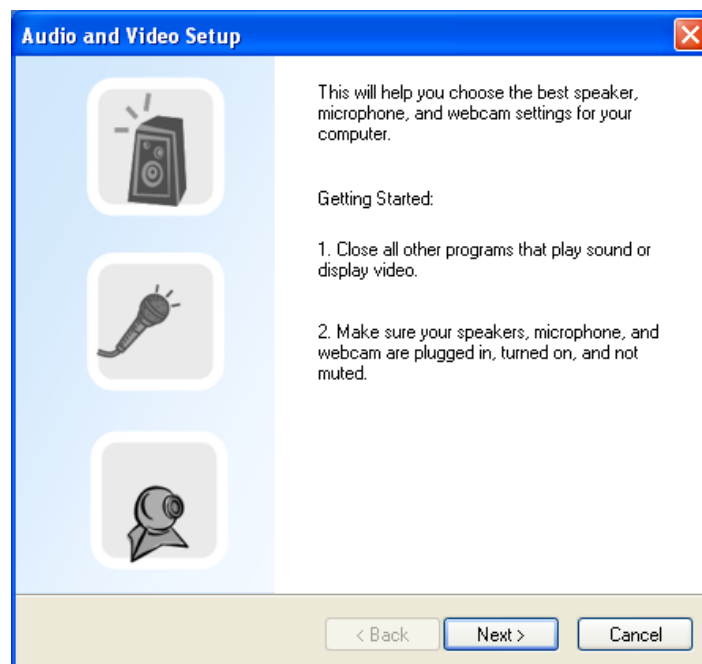 Audio and Video Setup
This will help you choose the best speaker,
microphone, and webcam settings for your
computer.
Getting Started:
1. Close all other programs that play sound or
display video.
2. Make sure your speakers, microphone, and
webcam are plugged in, turned on, and not
muted.
< Back
Next >
Cancel